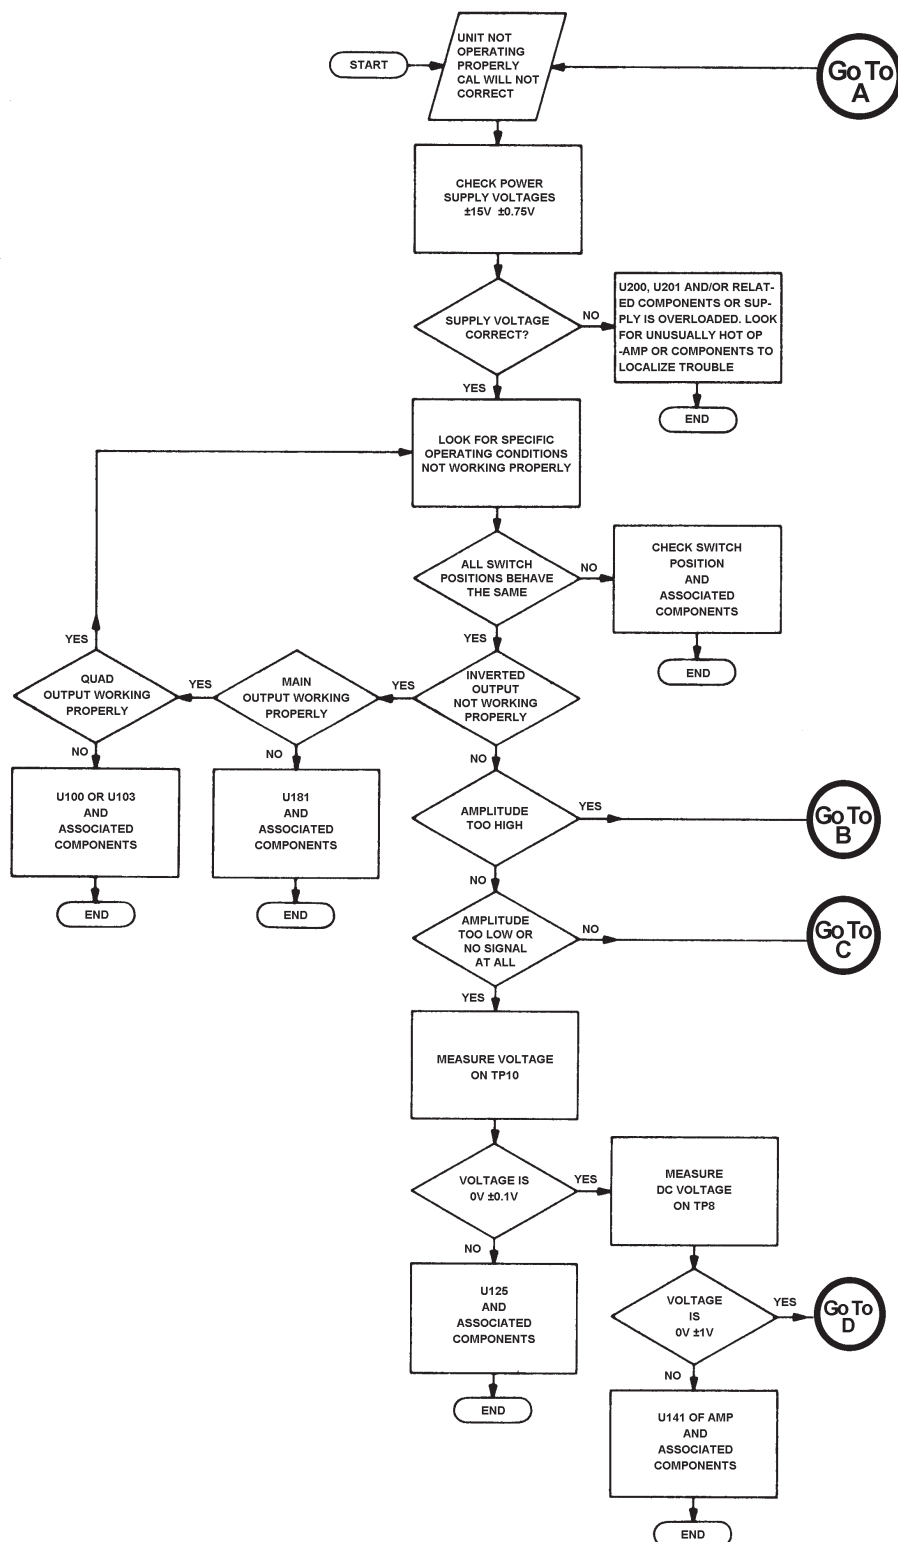 START
UNIT NOT
OPERATING
PROPERLY
CAL WILL NOT
CORRECT
Go To
A
CHECK POWER
SUPPLY VOLTAGES
±15V ±0.75V
SUPPLY VOLTAGE
CORRECT?
NO
U200, U201 AND/OR RELAT-
ED COMPONENTS OR SUP-
PLY IS OVERLOADED. LOOK
FOR UNUSUALLY HOT OP
-AMP OR COMPONENTS TO
LOCALIZE TROUBLE
END
YES
LOOK FOR SPECIFIC
OPERATING CONDITIONS
NOT WORKING PROPERLY
ALL SWITCH
POSITIONS BEHAVE
THE SAME
NO
CHECK SWITCH
POSITION
AND
ASSOCIATED
COMPONENTS
END
YES
INVERTED
OUTPUT
NOT WORKING
PROPERLY
YES
MAIN
OUTPUT WORKING
PROPERLY
YES
QUAD
OUTPUT WORKING
PROPERLY
YES
NO
U100 OR U103
AND
ASSOCIATED
COMPONENTS
END
NO
U181
AND
ASSOCIATED
COMPONENTS
END
NO
AMPLITUDE
TOO HIGH
YES
Go To
B
NO
AMPLITUDE
TOO LOW OR
NO SIGNAL
AT ALL
NO
Go To
C
YES
MEASURE VOLTAGE
ON TP10
VOLTAGE IS
0V ±0.1V
YES
MEASURE
DC VOLTAGE
ON TP8
NO
U125
AND
ASSOCIATED
COMPONENTS
END
VOLTAGE
IS
0V ±1V
YES
Go To
D
NO
U141 OF AMP
AND
ASSOCIATED
COMPONENTS
END